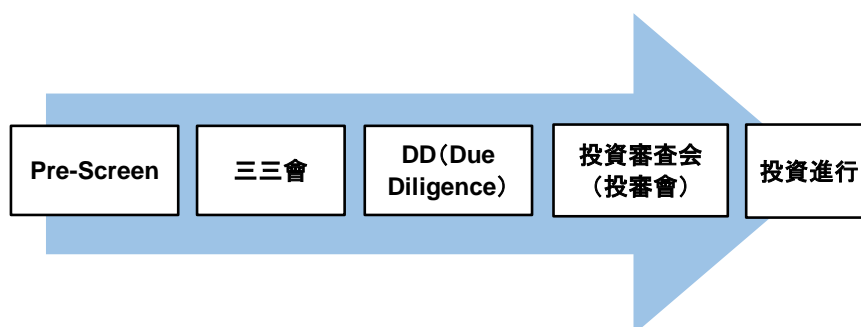 Pre-Screen
三三會
DD（Due
Diligence）
投資審査会
（投審會）
投資進行